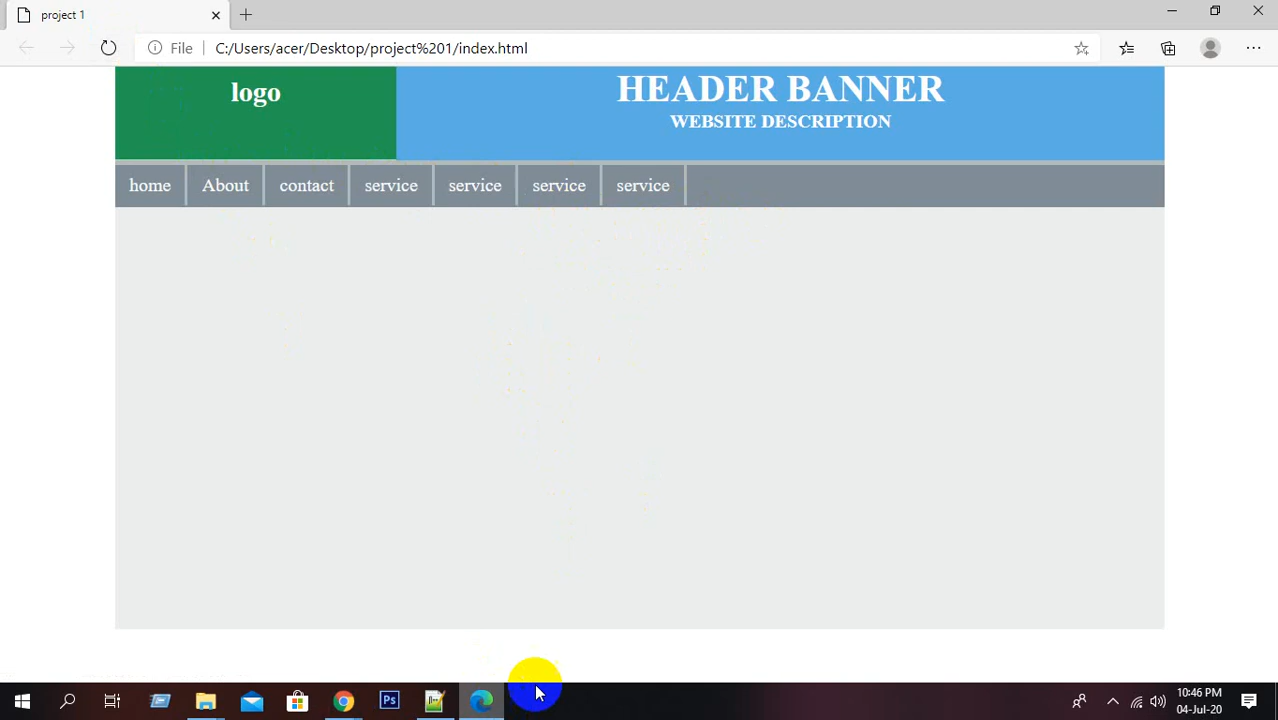 project 1
File
C:/Users/acer/Desktop/project%201/index.html
logo
HEADER BANNER
WEBSITE DESCRIPTION
home About contact service service service service
Ps
10:46 PM
04-Jul-20